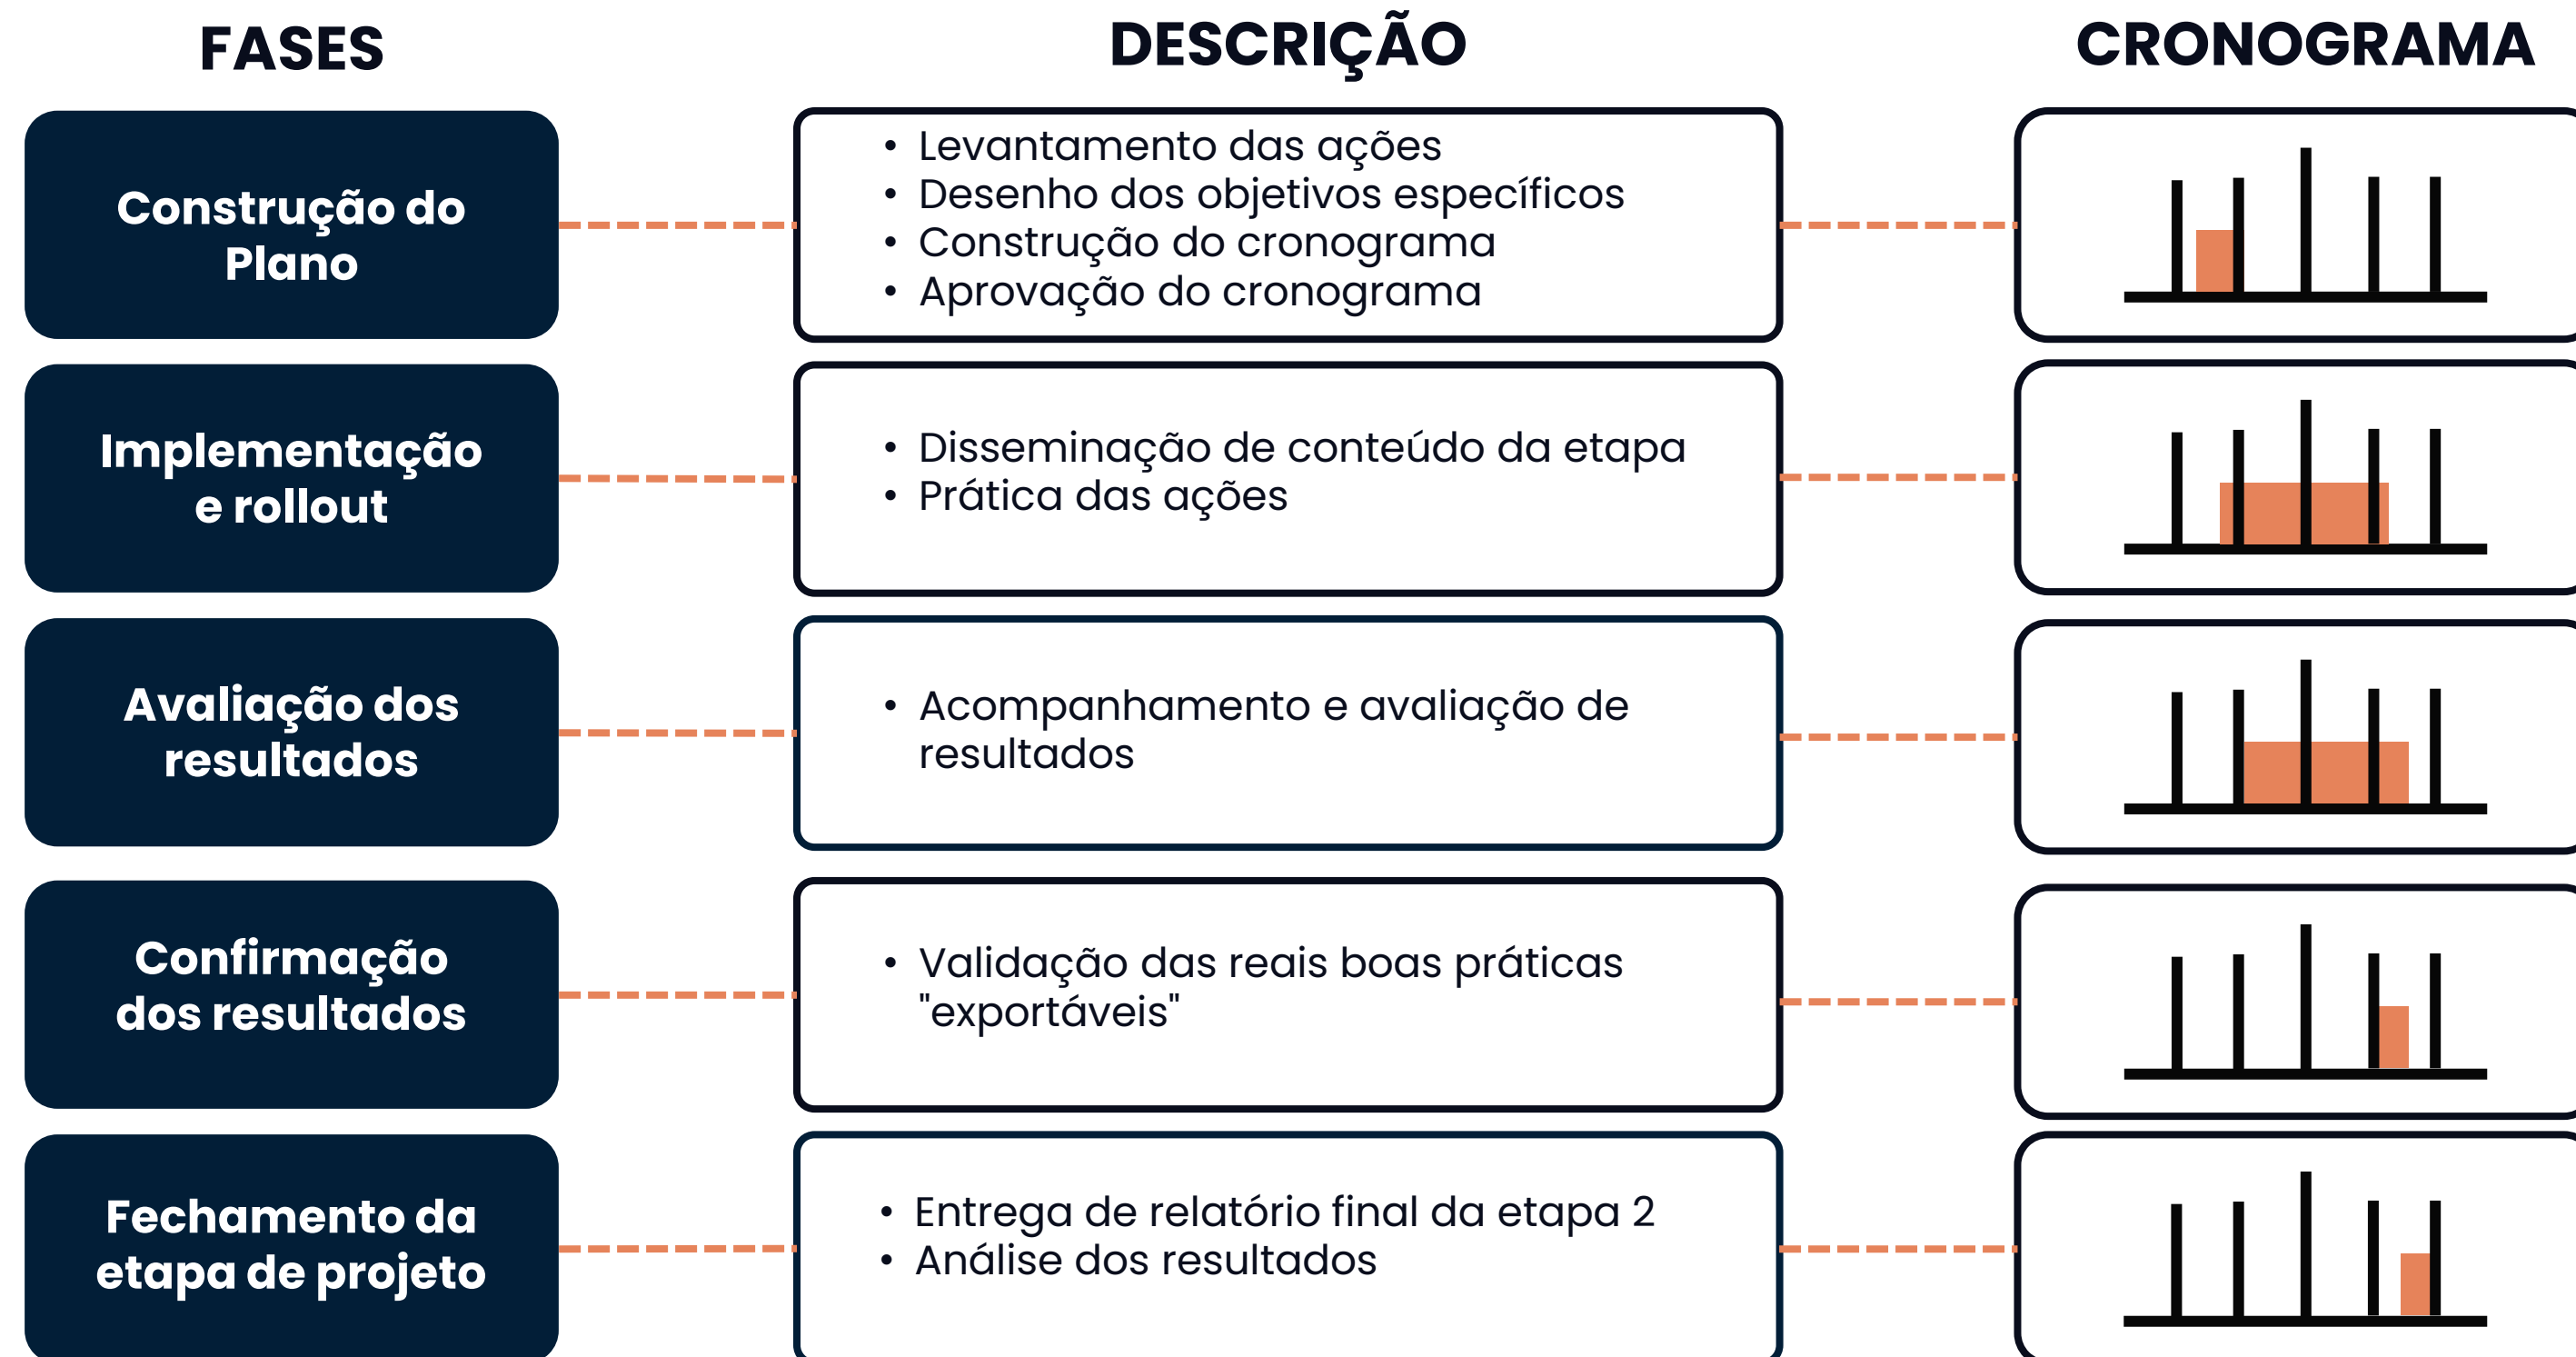 FASES
DESCRIÇÃO
CRONOGRAMA
Construção do
Plano
• Levantamento das ações
• Desenho dos objetivos específicos
• Construção do cronograma
• Aprovação do cronograma
Implementação
e rollout
• Disseminação de conteúdo da etapa
• Prática das ações
Avaliação dos
resultados
• Acompanhamento e avaliação de
resultados
Confirmação
dos resultados
• Validação das reais boas práticas
"exportáveis"
Fechamento da
etapa de projeto
• Entrega de relatório final da etapa 2
• Análise dos resultados